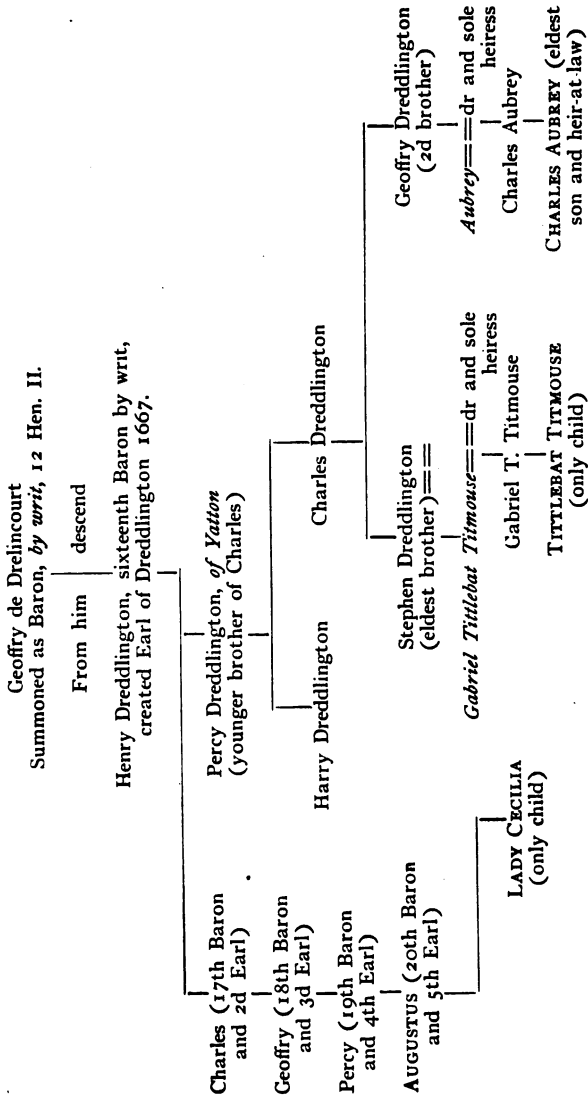 Geoffry de Drelincourt
Summoned as Baron, by writ, 12 Hen. II.
From him descend
Henry Dreddlington, sixteenth Baron by writ,
created Earl of Dreddlington 1667.
Charles (17th Baron
and 2d Earl)
Geoffry (18th Baron
and 3d Earl)
Percy (19th Baron
and 4th Earl)
AUGUSTUS (20th Baron
and 5th Earl)
LADY CECILIA
(only child)
Percy Dreddlington, of Yatton
(younger brother of Charles)
Harry Dreddlington
Charles Dreddlington
Stephen Dreddlington
(eldest brother)══
Gabriel Tittlebat Titmouse══dr and sole
heiress
Gabriel T. Titmouse
TITTLEBAT TITMOUSE
(only child)
Geoffry Dreddlington
(2d brother)
Aubrey══dr and sole
heiress
Charles Aubrey
CHARLES AUBREY (eldest
son and heir-at-law)